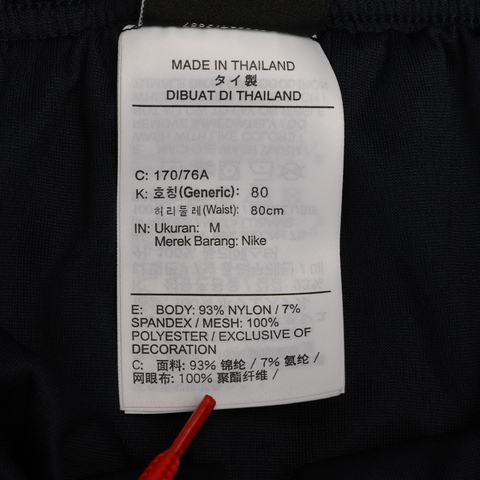 MADE IN THAILAND
タイ製
DIBUAT DI THAILAND
C: 170/76A
K: 호칭(Generic): 80
허리둘레(Waist): 80cm
IN: Ukuran: M
Merek Barang: Nike
E: BODY: 93% NYLON / 7%
SPANDEX / MESH: 100%
POLYESTER / EXCLUSIVE OF
DECORATION
C: 面料: 93% 锦纶 / 7% 氨纶 /
网眼布: 100% 聚酯纤维 /